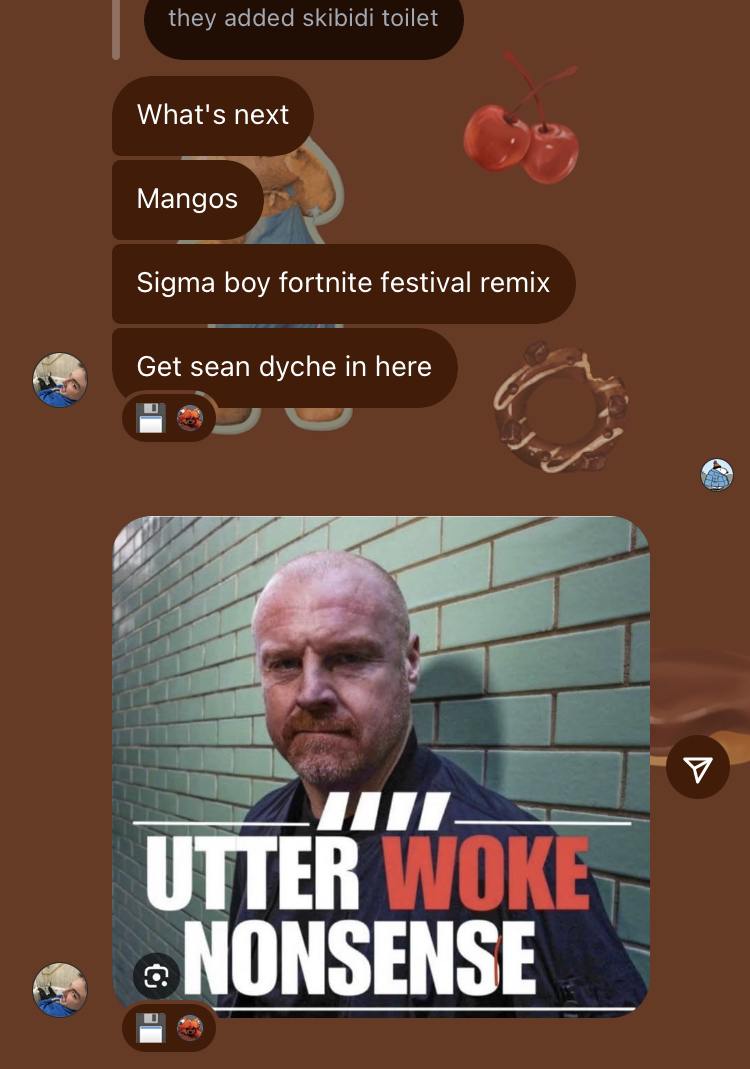 they added skibidi toilet
What's next
Mangos
Sigma boy fortnite festival remix
Get sean dyche in here
UTTER WOKE
NONSENSE